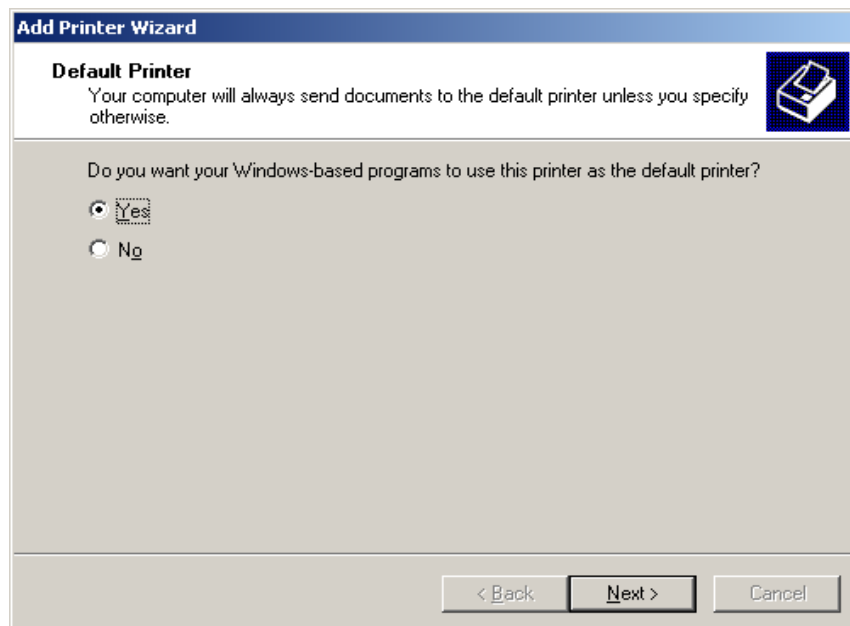 Add Printer Wizard
Default Printer
Your computer will always send documents to the default printer unless you specify
otherwise.
Do you want your Windows-based programs to use this printer as the default printer?
Yes
No
< Back
Next >
Cancel